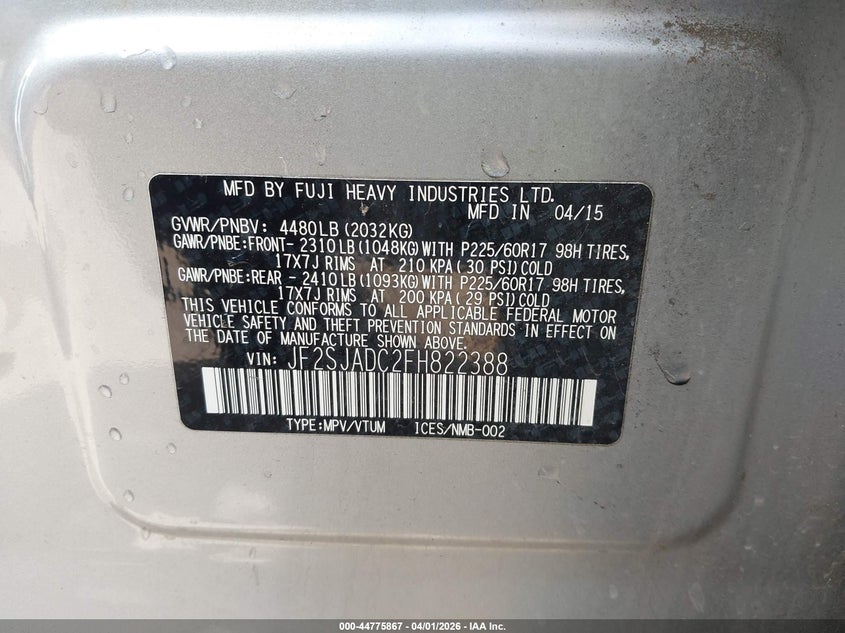 MFD BY FUJI HEAVY INDUSTRIES LTD.
MFD IN 04/15
GVWR/PNBV: 4480LB (2032KG)
GAWR/PNBE:FRONT- 2310LB (1048KG) WITH P225/60R17 98H TIRES,
17X7J RIMS AT 210 KPA ( 30 PSI) COLD
GAWR/PNBE:REAR - 2410LB (1093KG) WITH P225/60R17 98H TIRES,
17X7J RIMS AT 200 KPA ( 29 PSI) COLD
THIS VEHICLE CONFORMS TO ALL APPLICABLE FEDERAL MOTOR
VEHICLE SAFETY AND THEFT PREVENTION STANDARDS IN EFFECT ON
THE DATE OF MANUFACTURE SHOWN ABOVE.
VIN: JF2SJADC2FH822388
TYPE:MPV/VTUM ICES/NMB-002
000-44775867 - 04/01/2026 - IAA Inc.